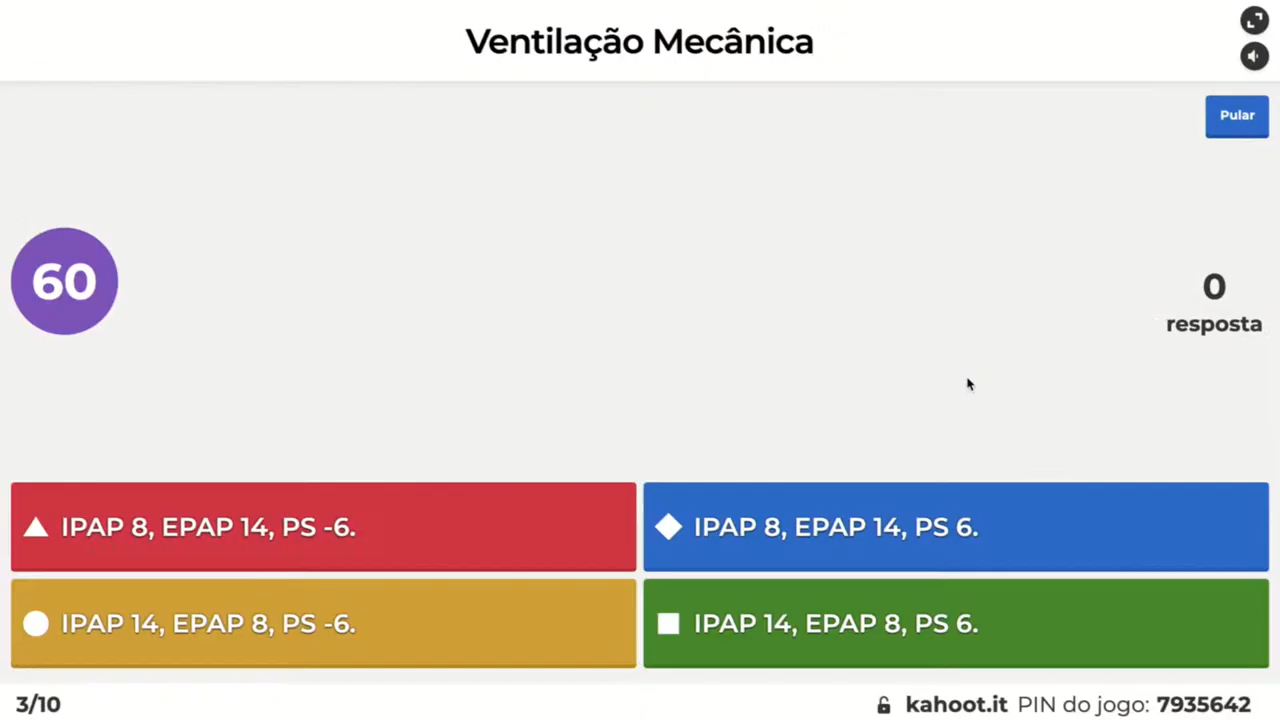 Ventilação Mecânica
Pular
60
0
resposta
IPAP 8, EPAP 14, PS -6.
IPAP 8, EPAP 14, PS 6.
IPAP 14, EPAP 8, PS -6.
IPAP 14, EPAP 8, PS 6.
3/10
kahoot.it PIN do jogo: 7935642